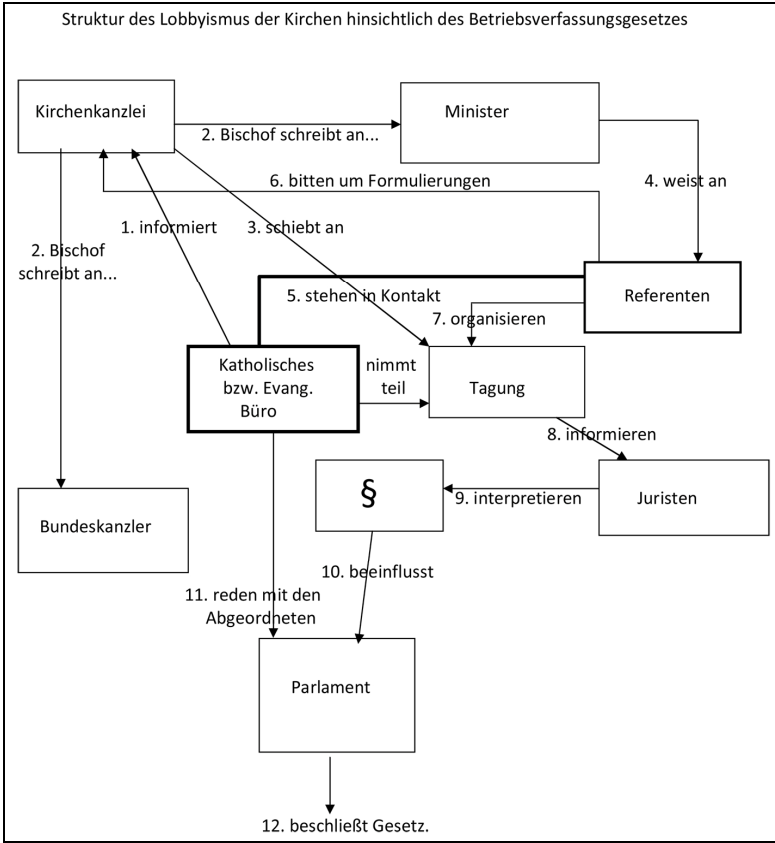 Struktur des Lobbyismus der Kirchen hinsichtlich des Betriebsverfassungsgesetzes
Kirchenkanzlei
Minister
2. Bischof schreibt an...
6. bitten um Formulierungen
4. weist an
1. informiert
3. schiebt an
2. Bischof
schreibt an...
5. stehen in Kontakt
Referenten
7. organisieren
Katholisches
bzw. Evang.
Büro
nimmt
teil
Tagung
8. informieren
§
9. interpretieren
Juristen
Bundeskanzler
10. beeinflusst
11. reden mit den
Abgeordneten
Parlament
12. beschließt Gesetz.